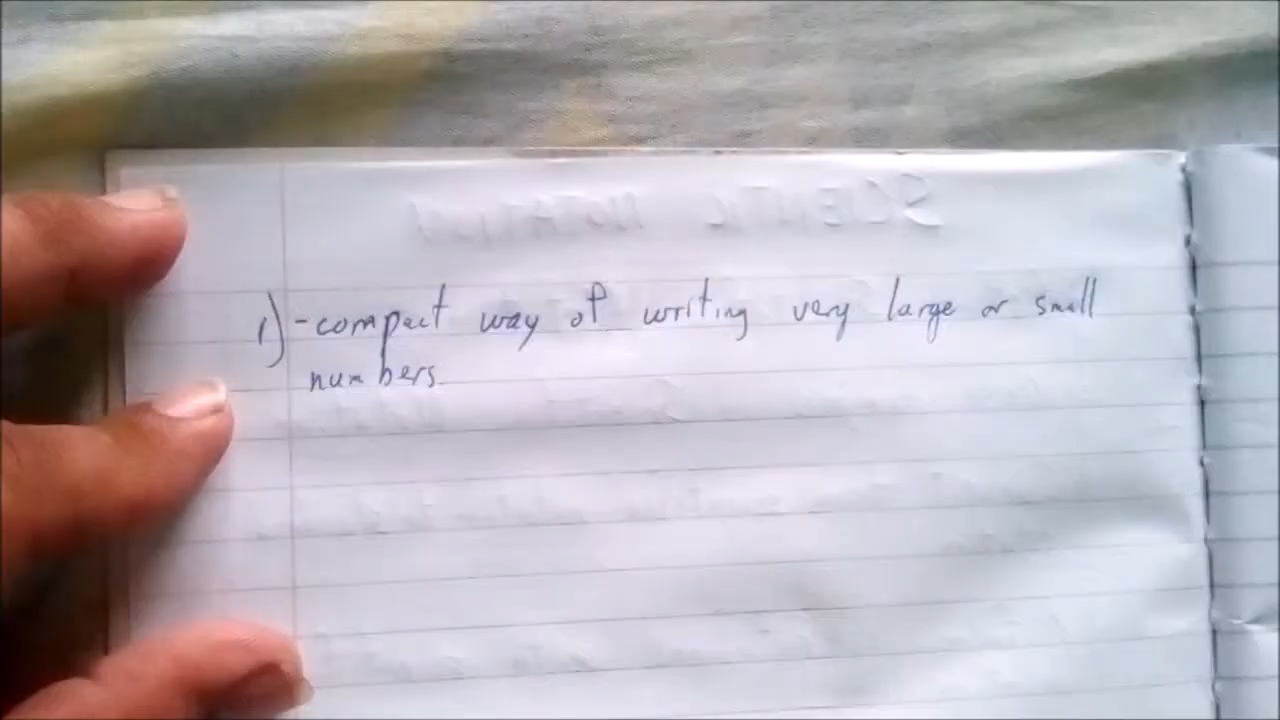 1) -compact way of writing very large or small
numbers.